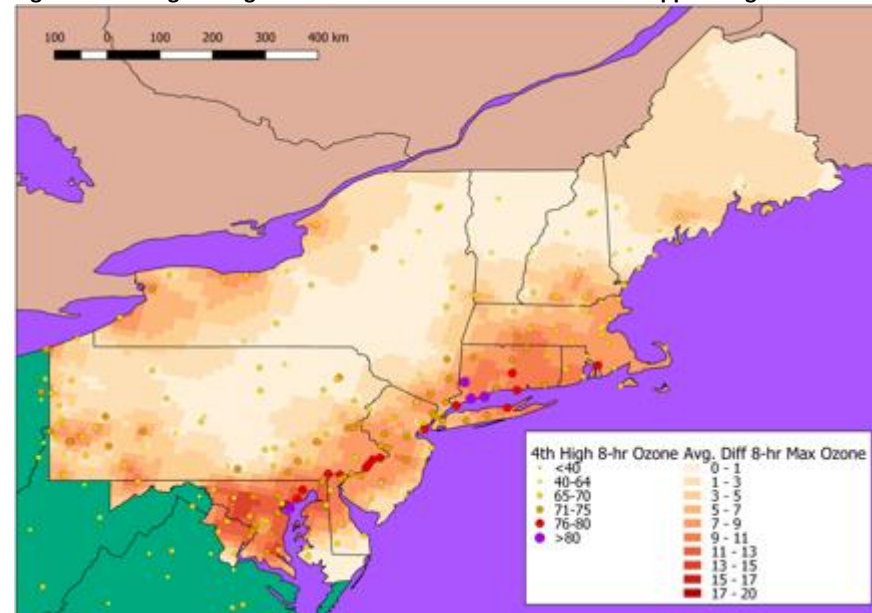 100 0 100 200 300 400 km
4th High 8-hr Ozone Avg. Diff 8-hr Max Ozone
<40 0 - 1
40-64 1 - 3
65-70 3 - 5
71-75 5 - 7
76-80 7 - 9
>80 9 - 11
11 - 13
13 - 15
15 - 17
17 - 20